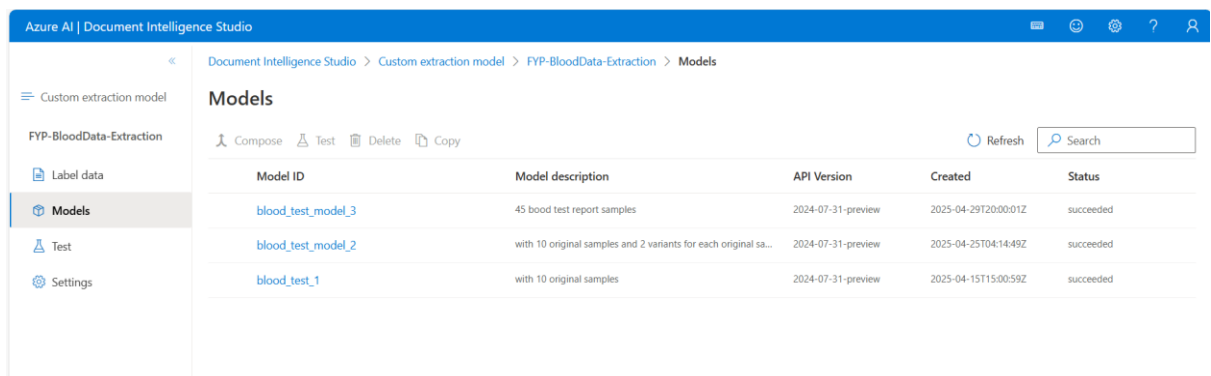 Azure AI | Document Intelligence Studio
Document Intelligence Studio > Custom extraction model > FYP-BloodData-Extraction > Models
Custom extraction model
Models
FYP-BloodData-Extraction
Compose Test Delete Copy Refresh Search
Label data
Models
Test
Settings
Model ID Model description API Version Created Status
blood_test_model_3 45 bood test report samples 2024-07-31-preview 2025-04-29T20:00:01Z succeeded
blood_test_model_2 with 10 original samples and 2 variants for each original sa... 2024-07-31-preview 2025-04-25T04:14:49Z succeeded
blood_test_1 with 10 original samples 2024-07-31-preview 2025-04-15T15:00:59Z succeeded